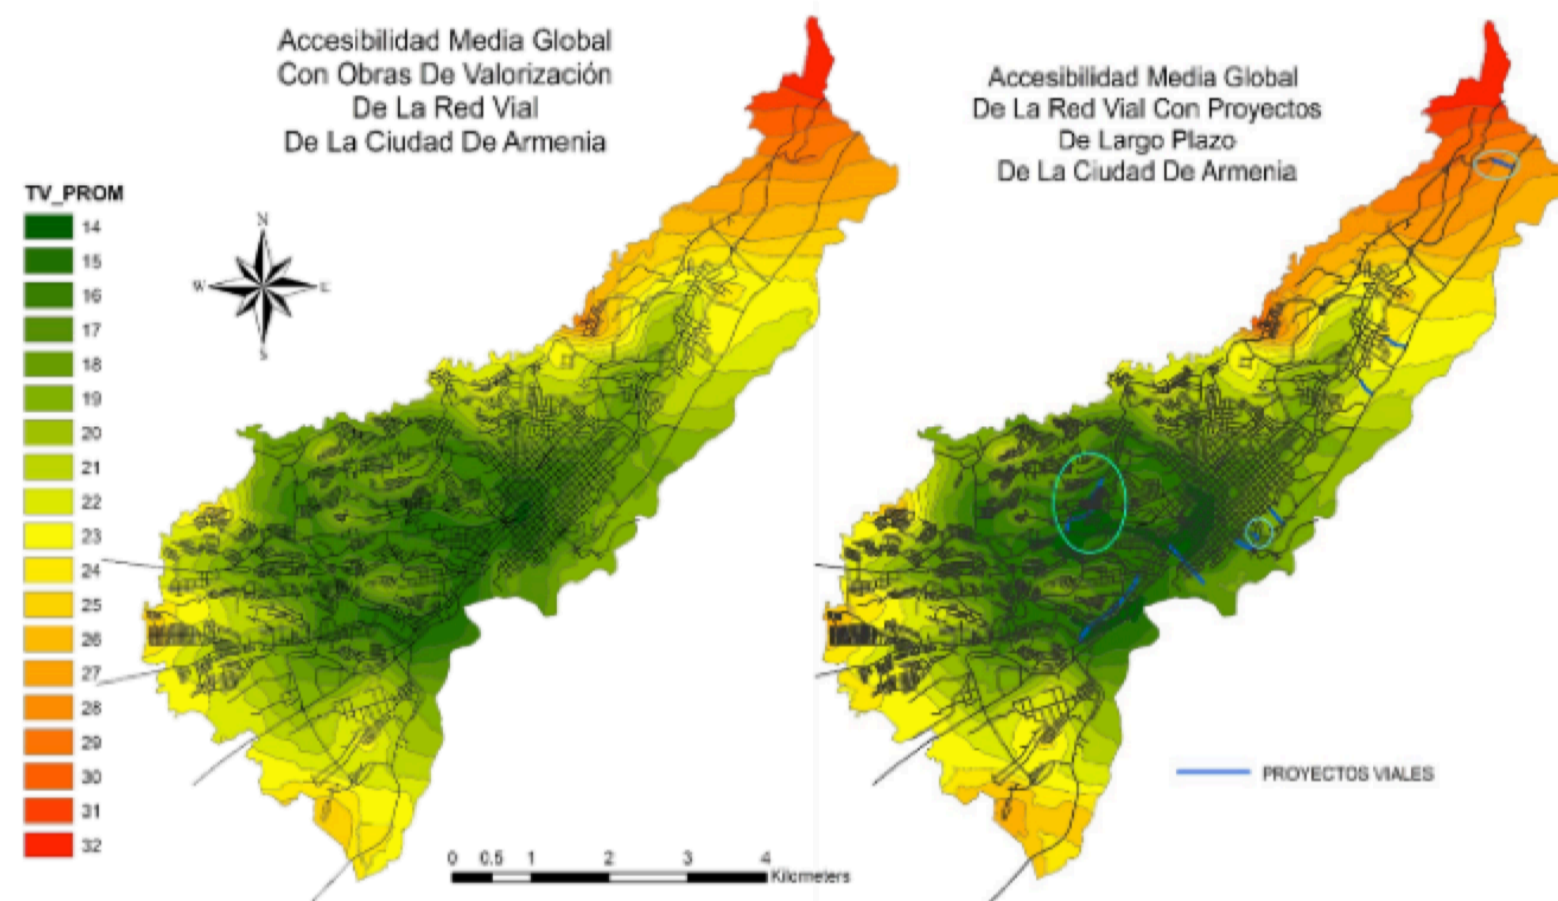 Accesibilidad Media Global
Con Obras De Valorización
De La Red Vial
De La Ciudad De Armenia
Accesibilidad Media Global
De La Red Vial Con Proyectos
De Largo Plazo
De La Ciudad De Armenia
TV_PROM
14
15
16
17
18
19
20
21
22
23
24
25
26
27
28
29
30
31
32
N
W
E
S
PROYECTOS VIALES
0 0.5 1 2 3 4
Kilometers